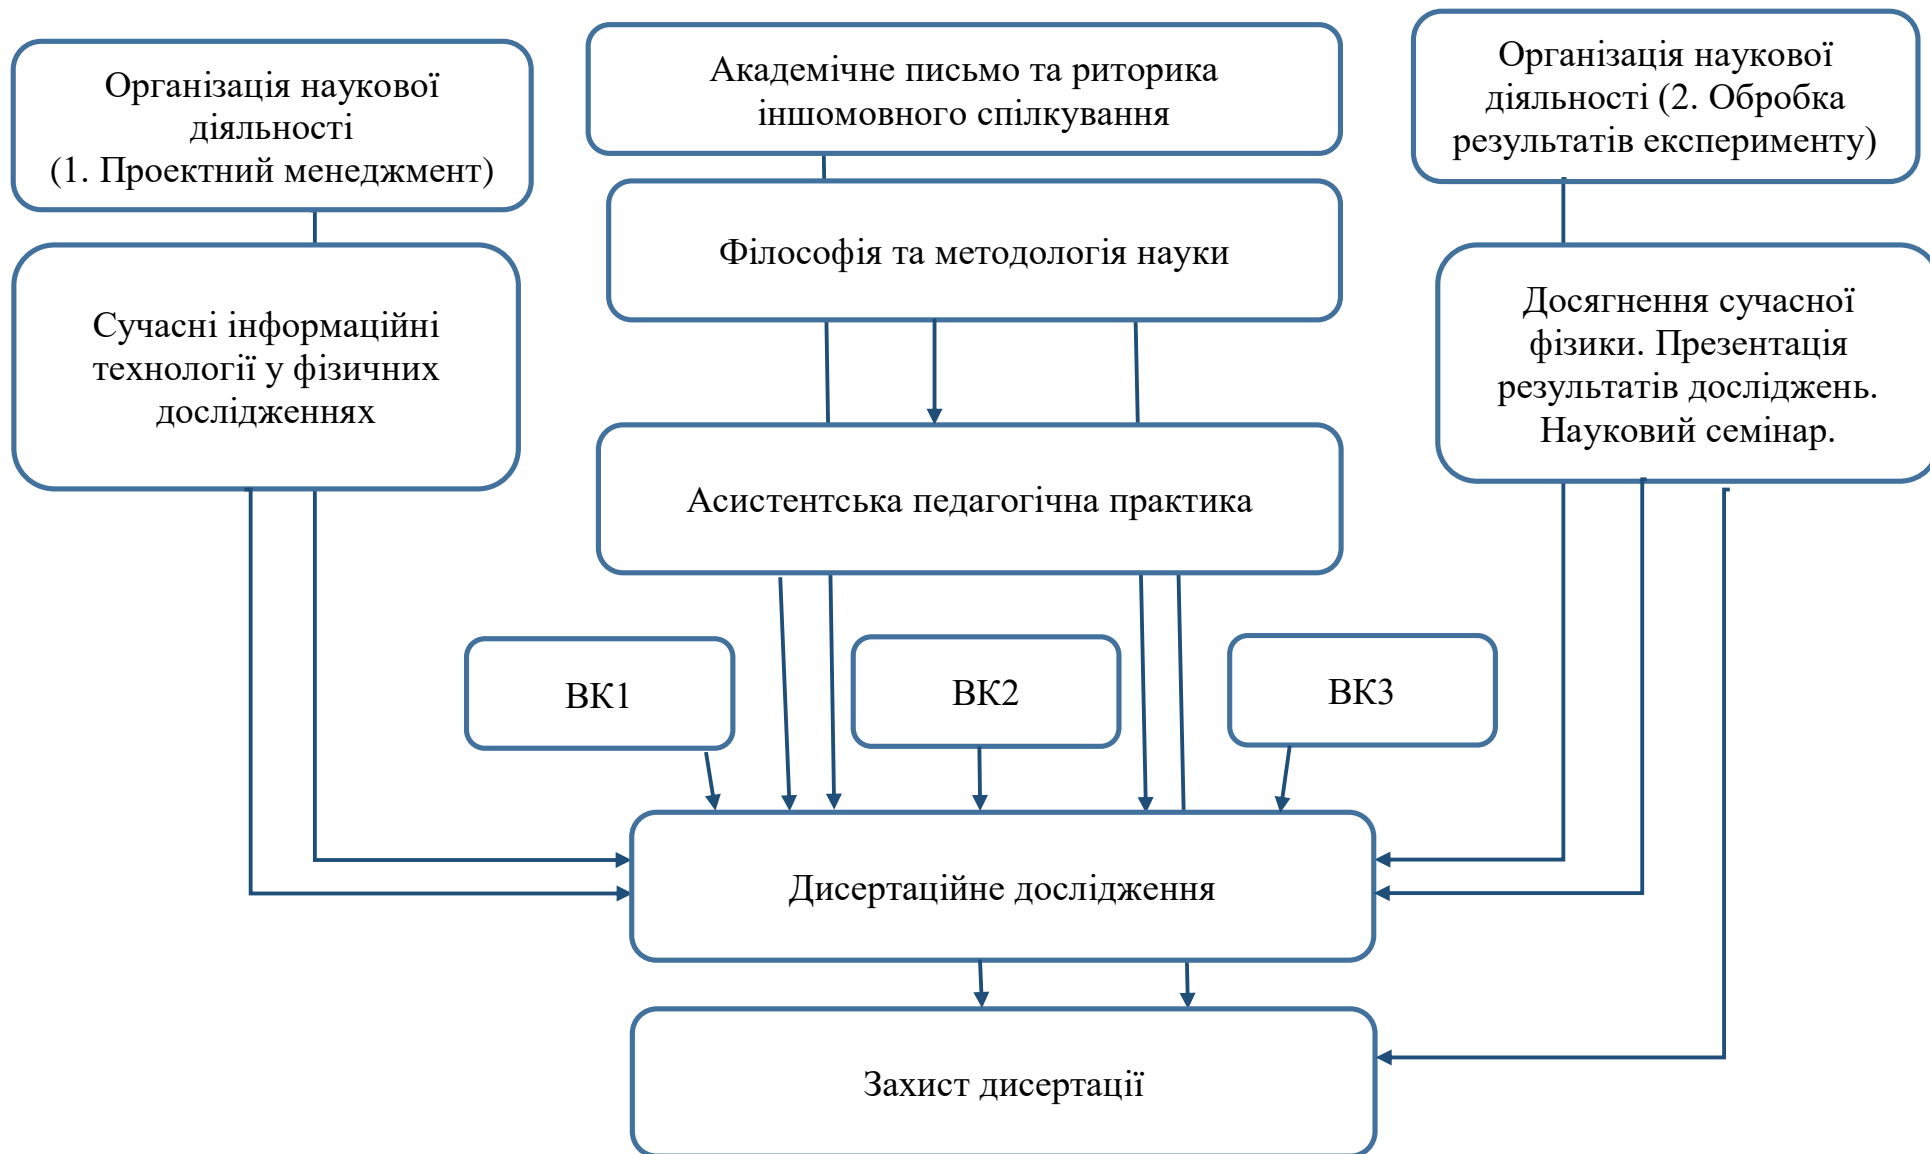 Організація наукової
діяльності
(1. Проектний менеджмент)
Академічне письмо та риторика
іншомовного спілкування
Організація наукової
діяльності (2. Обробка
результатів експерименту)
Філософія та методологія науки
Сучасні інформаційні
технології у фізичних
дослідженнях
Досягнення сучасної
фізики. Презентація
результатів досліджень.
Науковий семінар.
Асистентська педагогічна практика
ВК1
ВК2
ВК3
Дисертаційне дослідження
Захист дисертації